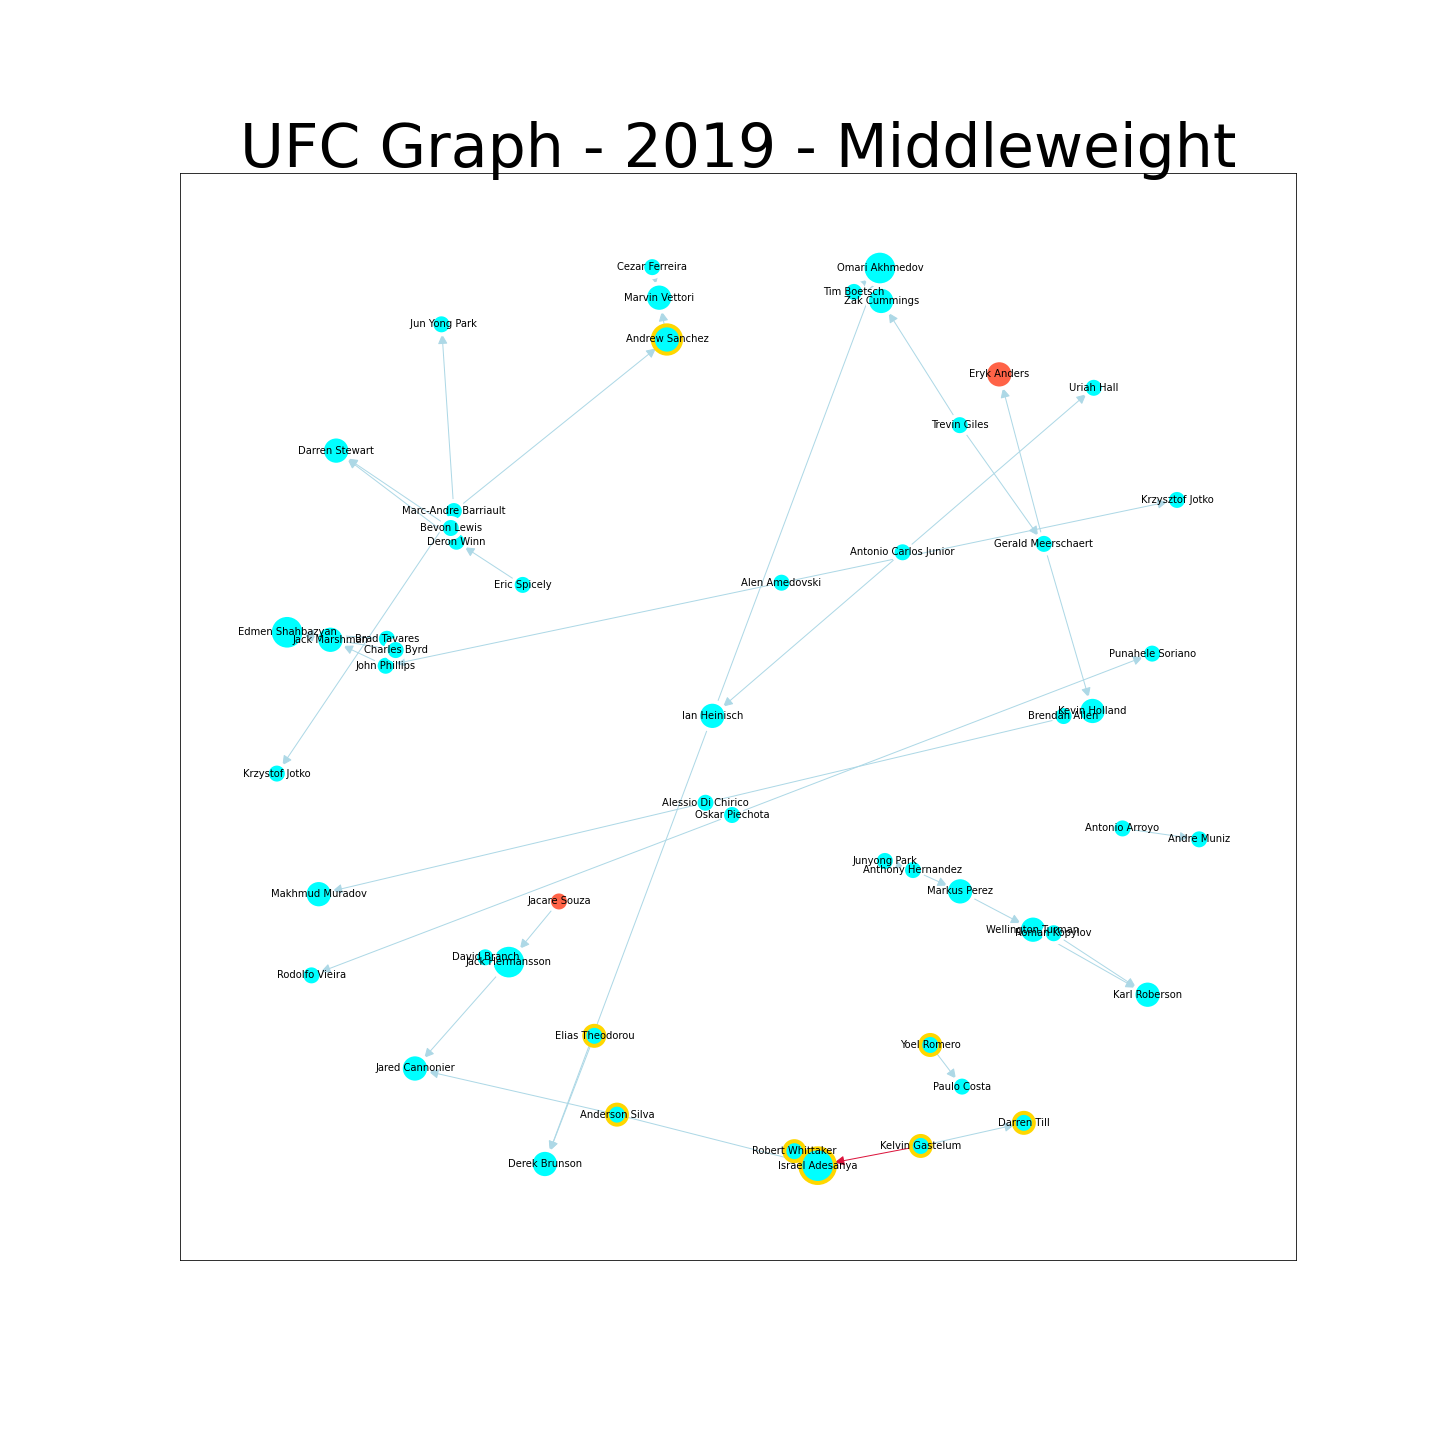 UFC Graph - 2019 - Middleweight
Cezar Ferreira
Omari Akhmedov
Tim Boetsch
Marvin Vettori
Zak Cummings
Jun Yong Park
Andrew Sanchez
Eryk Anders
Uriah Hall
Trevin Giles
Darren Stewart
Krzysztof Jotko
Marc-Andre Barriault
Bevon Lewis
Deron Winn
Gerald Meerschaert
Antonio Carlos Junior
Alen Amedovski
Eric Spicely
Edmen Shahbazyan
Jack Marshman
Brad Tavares
Charles Byrd
Punahele Soriano
John Phillips
Kevin Holland
Ian Heinisch
Brendan Allen
Krzystof Jotko
Alessio Di Chirico
Oskar Piechota
Antonio Arroyo
Andre Muniz
Junyong Park
Anthony Hernandez
Markus Perez
Makhmud Muradov
Jacare Souza
Wellington Turman
Roman Kopylov
David Branch
Jack Hermansson
Rodolfo Vieira
Karl Roberson
Elias Theodorou
Yoel Romero
Jared Cannonier
Paulo Costa
Anderson Silva
Darren Till
Kelvin Gastelum
Robert Whittaker
Derek Brunson
Israel Adesanya